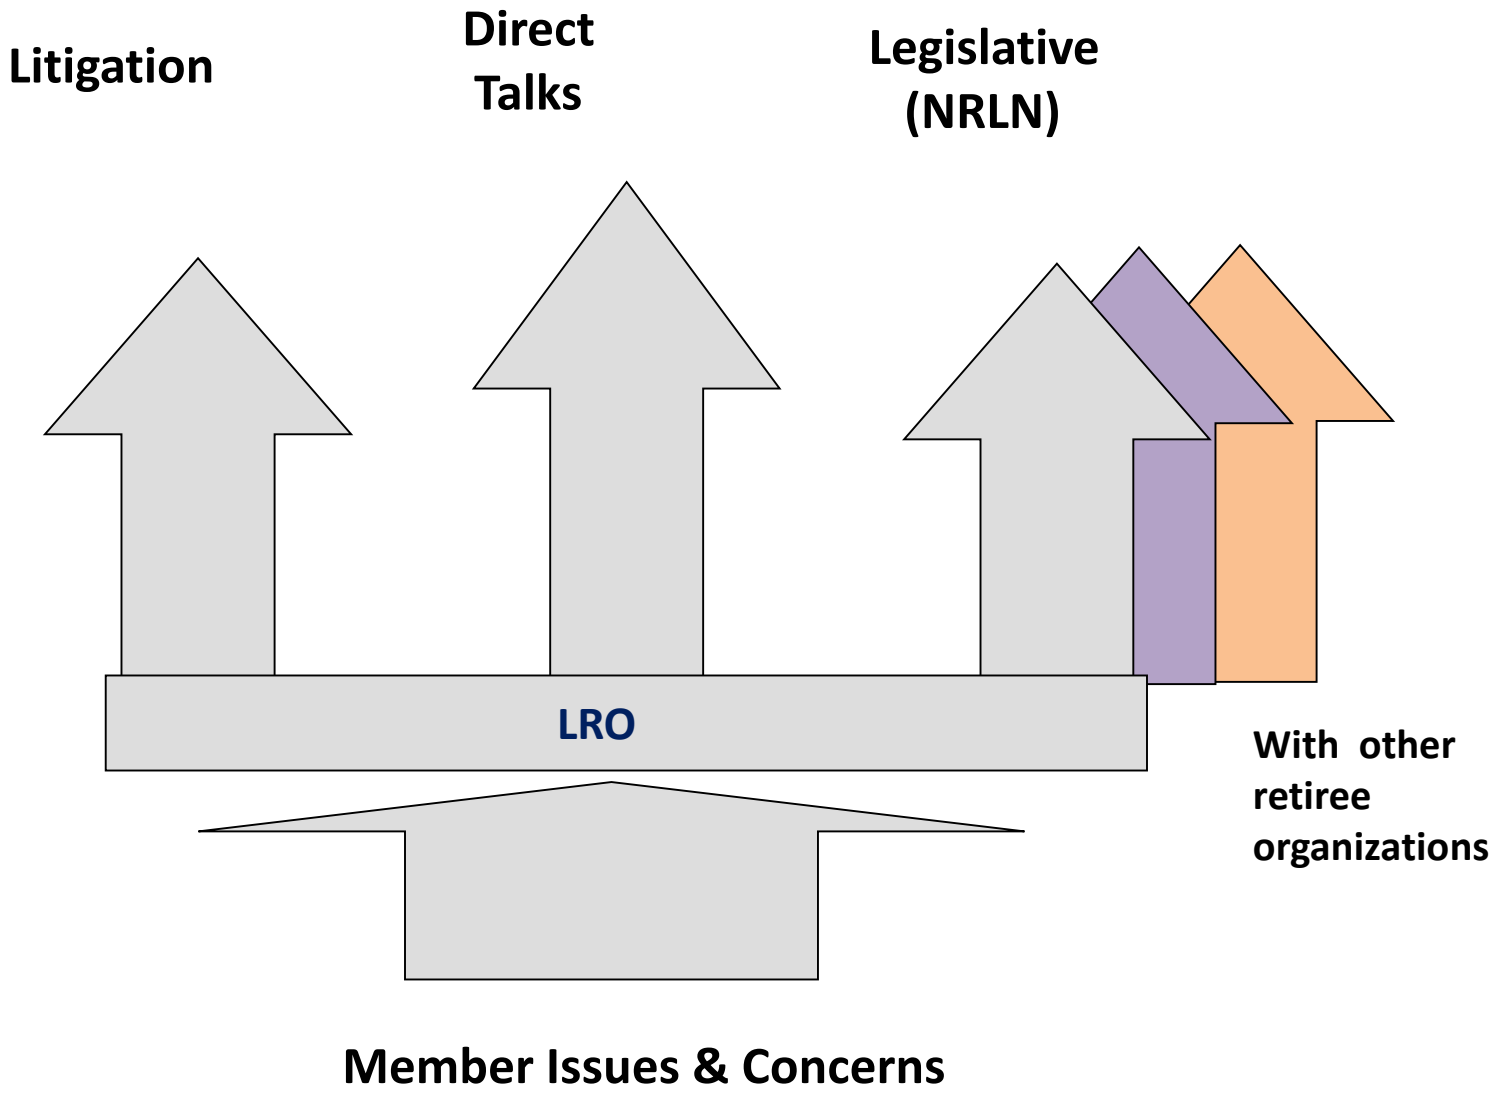 Litigation
Direct
Talks
Legislative
(NRLN)
LRO
With other
retiree
organizations
Member Issues & Concerns